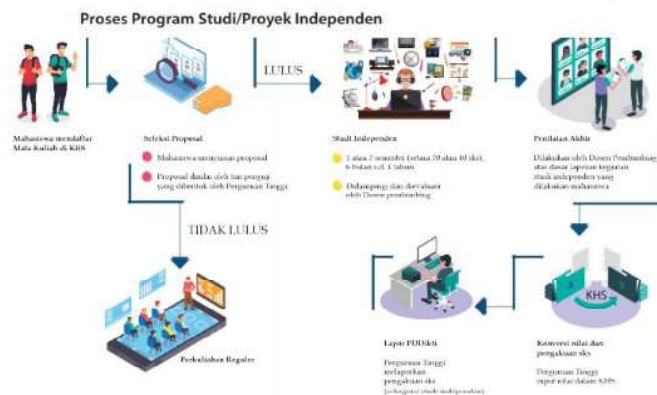 Proses Program Studi/Proyek Independen
LULUS
Mahasiswa mendaftar
Mata Kuliah di KRS
Seleksi Proposal
Mahasiswa menyusun proposal
Proposal dinilai oleh tim penguji
yang dibentuk oleh Perguruan Tinggi
Studi Independen
1 atau 2 semester (setara 20 atau 40 sks),
6 bulan s.d. 1 tahun
Didampingi dan dievaluasi
oleh Dosen pembimbing
Penilaian Akhir
Dilakukan oleh Dosen Pembimbing
atas dasar laporan kegiatan
studi independen yang
dilakukan mahasiswa
TIDAK LULUS
Perkuliahan Reguler
KHS
Lapor PDDikti
Perguruan Tinggi
melaporkan
pengakuan sks
(sebagai studi independen)
Konversi nilai dan
pengakuan sks
Perguruan Tinggi
input nilai dalam KHS